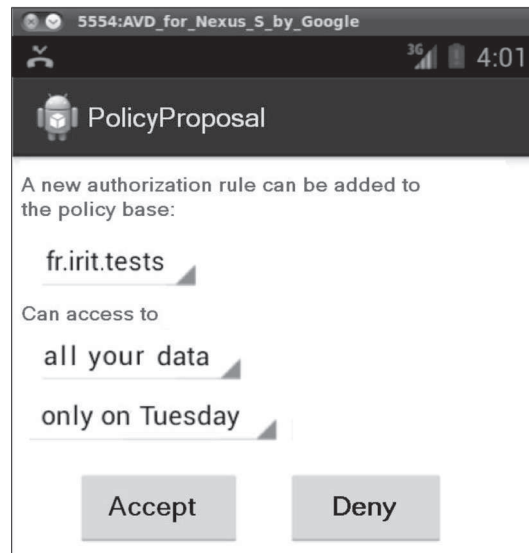 5554:AVD_for_Nexus_S_by_Google
3G 4:01
PolicyProposal
A new authorization rule can be added to
the policy base:
fr.irit.tests
Can access to
all your data
only on Tuesday
Accept Deny